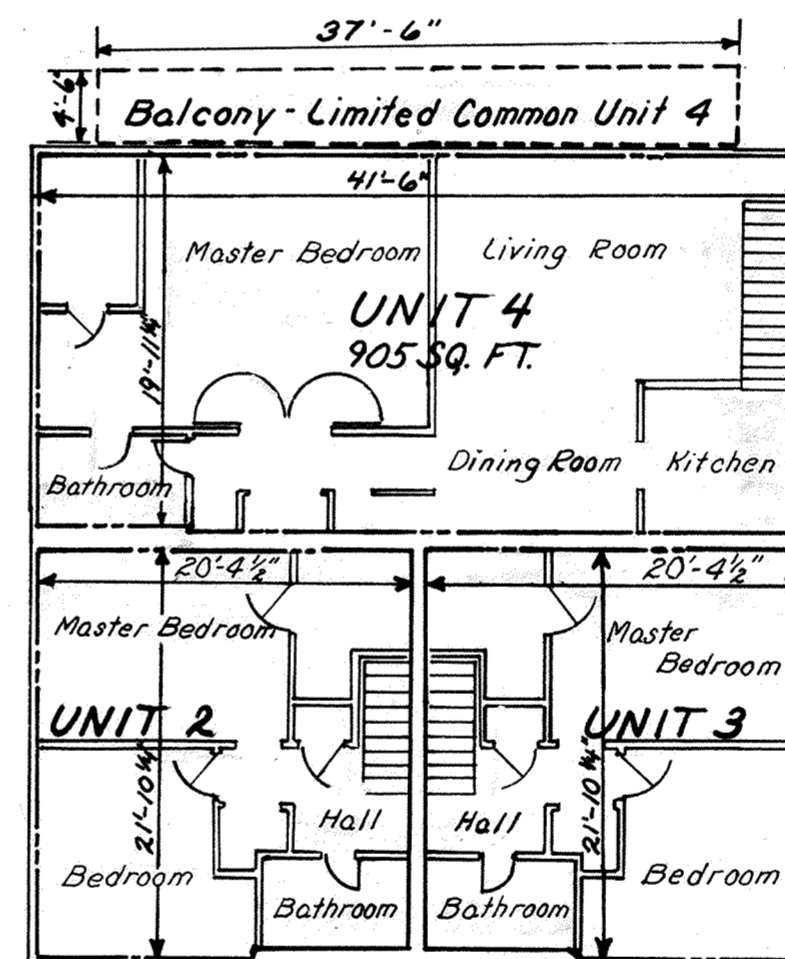 37'-6"
4'-6"
Balcony - Limited Common Unit 4
41'-6"
Master Bedroom
Living Room
UNIT 4
905 SQ. FT.
19'-11¼"
Dining Room
Kitchen
Bathroom
20'-4½"
20'-4½"
Master Bedroom
Master
Bedroom
UNIT 2
UNIT 3
21'-10¼"
21'-10¼"
Hall
Hall
Bedroom
Bedroom
Bathroom
Bathroom